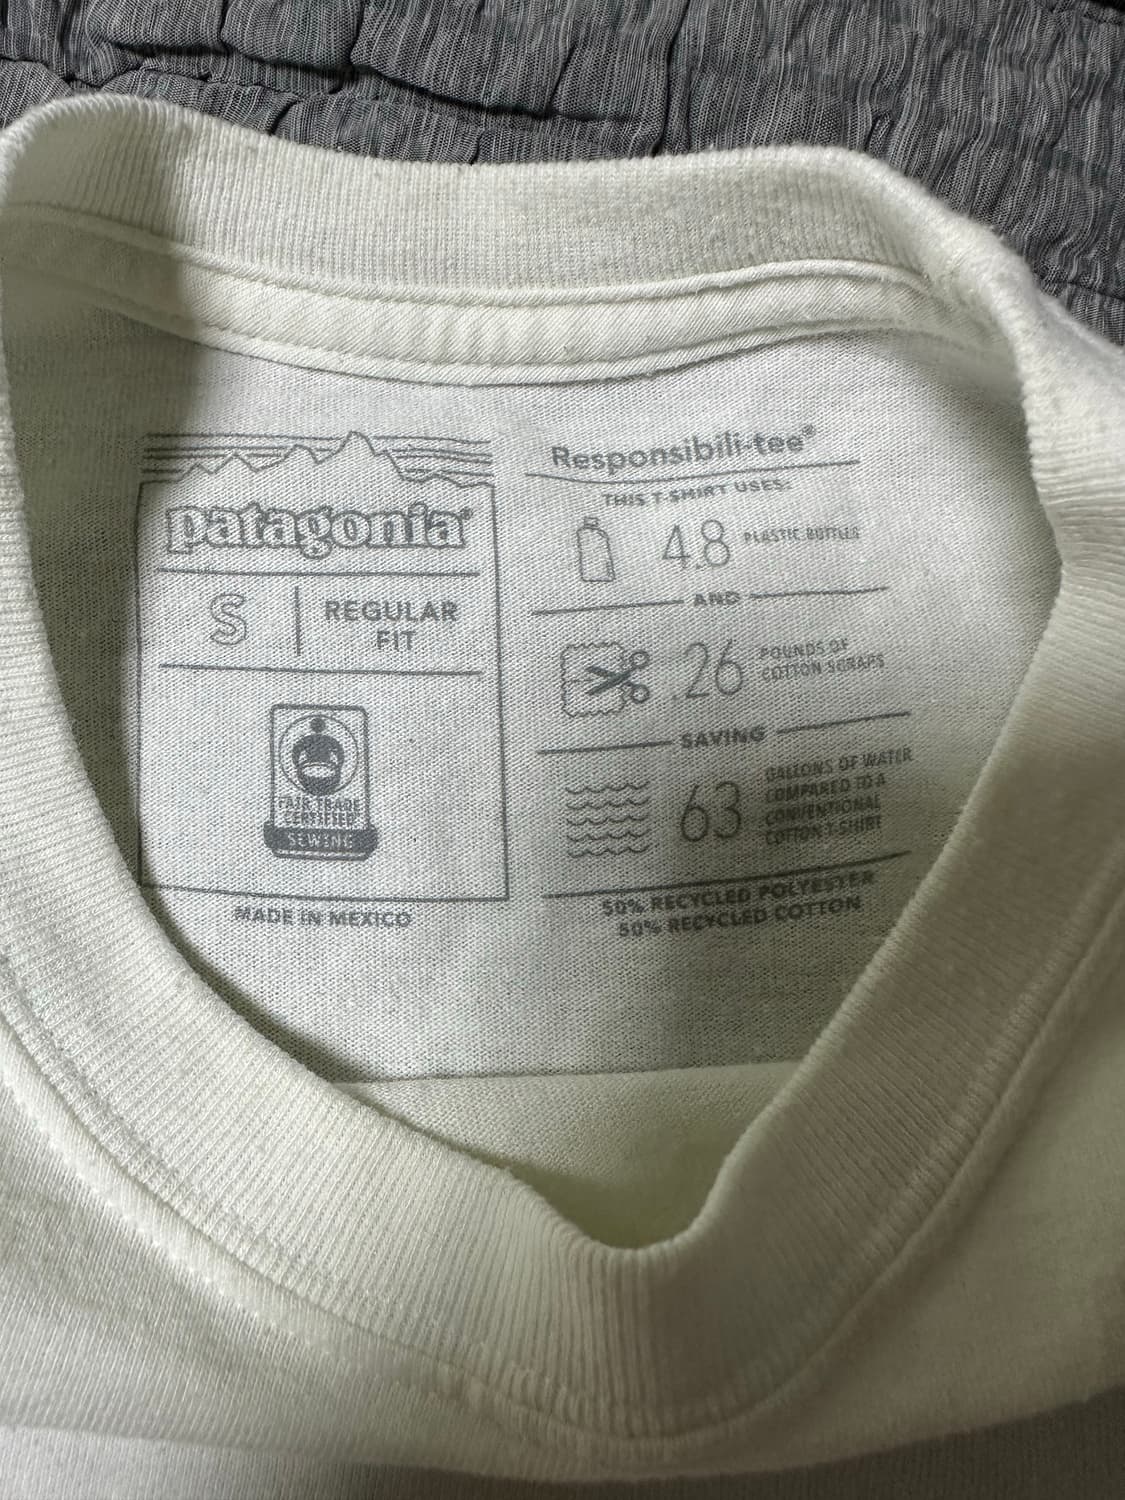 patagonia®
S
REGULAR
FIT
FAIR TRADE
CERTIFIED
SEWING
MADE IN MEXICO
Responsibili-tee®
THIS T-SHIRT USES:
4.8 PLASTIC BOTTLES
AND
.26 POUNDS OF
COTTON SCRAPS
SAVING
63 GALLONS OF WATER
COMPARED TO A
CONVENTIONAL
COTTON T-SHIRT
50% RECYCLED POLYESTER
50% RECYCLED COTTON